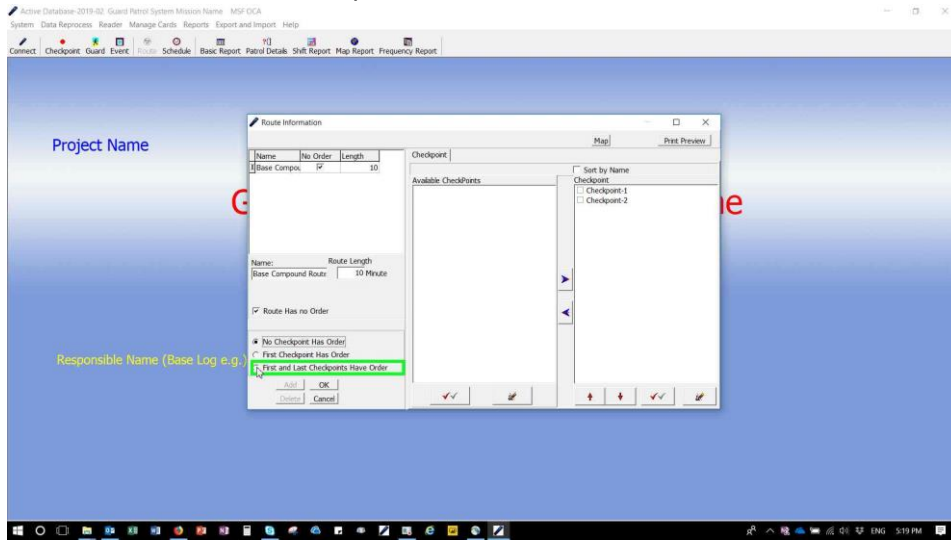 Active Database-2019-02 Guard Patrol System Mission Name MSF OCA
System Data Reprocess Reader Manage Cards Reports Export and Import Help
Connect Checkpoint Guard Event Route Schedule Basic Report Patrol Details Shift Report Map Report Frequency Report
Route Information
Map Print Preview
Project Name
Name No Order Length
Base Compou 10
Checkpoint
Sort by Name
Available CheckPoints
Checkpoint
Checkpoint-1
Checkpoint-2
G
e
Name: Route Length
Base Compound Route 10 Minute
Route Has no Order
No Checkpoint Has Order
First Checkpoint Has Order
First and Last Checkpoints Have Order
Responsible Name (Base Log e.g.)
Add OK
Delete Cancel
ENG 5:19 PM